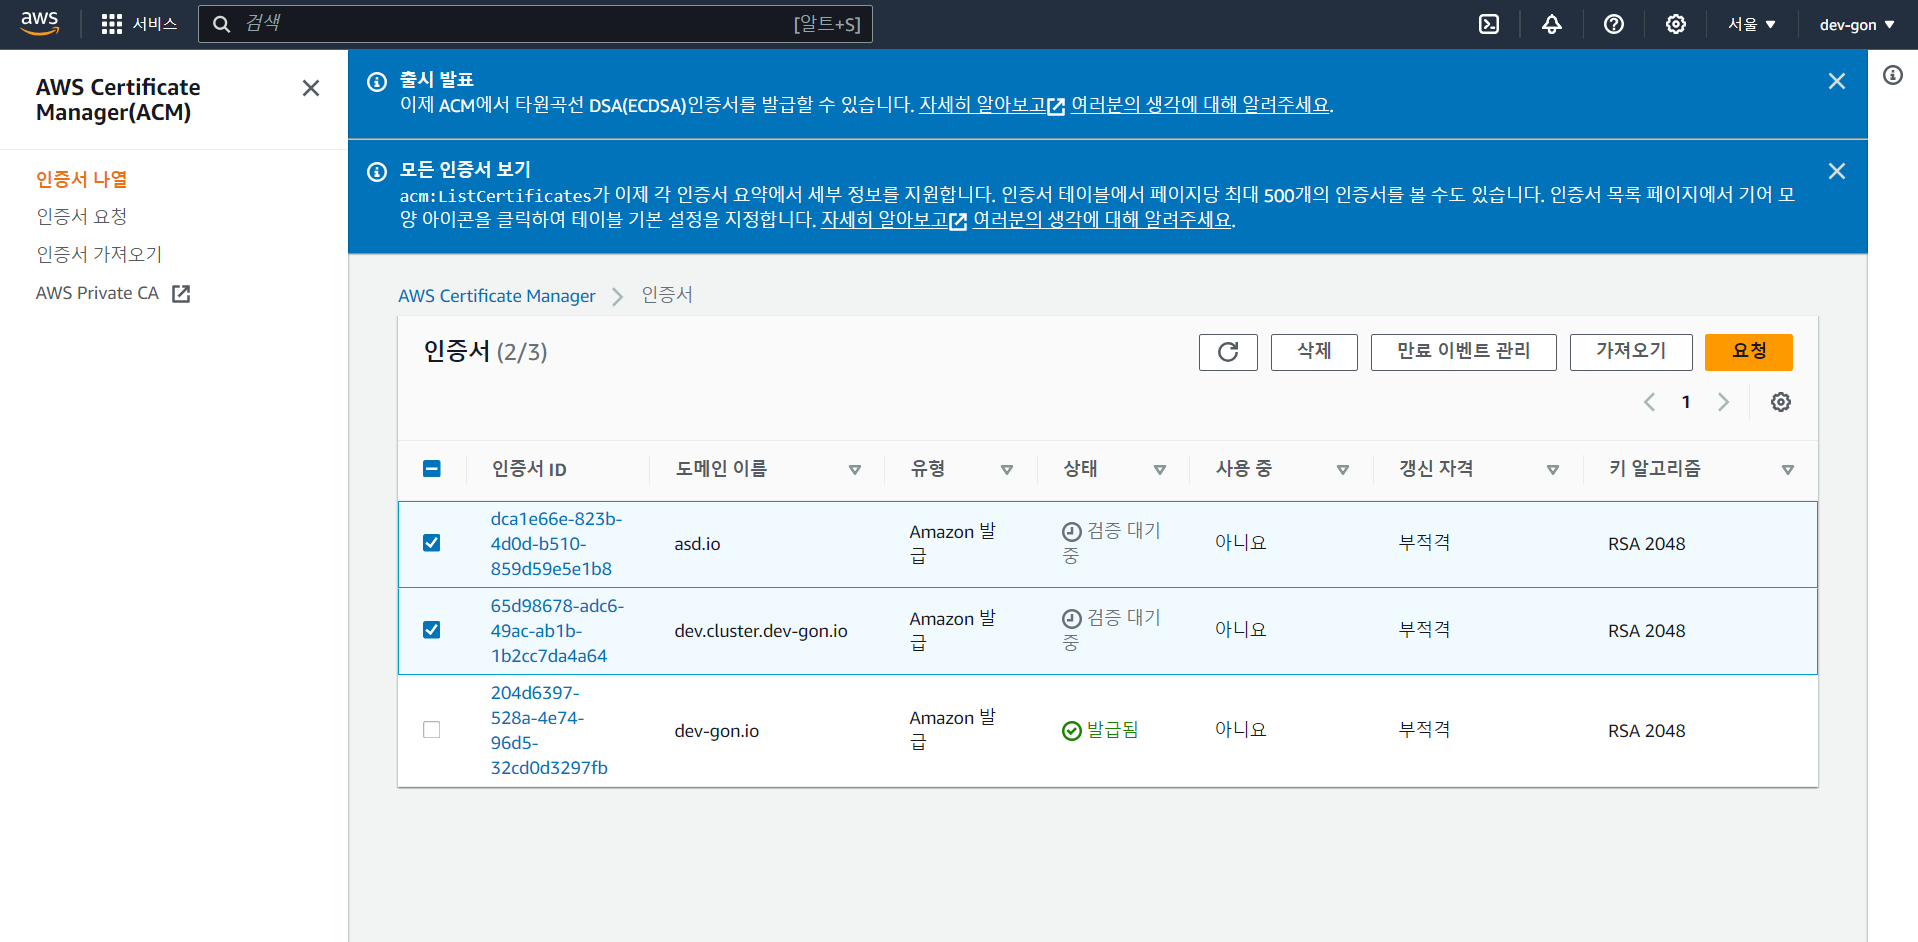 aws
서비스
검색
[알트+S]
서울 ▼
dev-gon ▼
AWS Certificate
Manager(ACM)
인증서 나열
인증서 요청
인증서 가져오기
AWS Private CA
출시 발표
이제 ACM에서 타원곡선 DSA(ECDSA)인증서를 발급할 수 있습니다. 자세히 알아보고 여러분의 생각에 대해 알려주세요.
모든 인증서 보기
acm:ListCertificates가 이제 각 인증서 요약에서 세부 정보를 지원합니다. 인증서 테이블에서 페이지당 최대 500개의 인증서를 볼 수도 있습니다. 인증서 목록 페이지에서 기어 모
양 아이콘을 클릭하여 테이블 기본 설정을 지정합니다. 자세히 알아보고 여러분의 생각에 대해 알려주세요.
AWS Certificate Manager > 인증서
인증서 (2/3)
삭제
만료 이벤트 관리
가져오기
요청
1
인증서 ID
도메인 이름
유형
상태
사용 중
갱신 자격
키 알고리즘
dca1e66e-823b-
4d0d-b510-
859d59e5e1b8
asd.io
Amazon 발
급
검증 대기
중
아니요
부적격
RSA 2048
65d98678-adc6-
49ac-ab1b-
1b2cc7da4a64
dev.cluster.dev-gon.io
Amazon 발
급
검증 대기
중
아니요
부적격
RSA 2048
204d6397-
528a-4e74-
96d5-
32cd0d3297fb
dev-gon.io
Amazon 발
급
발급됨
아니요
부적격
RSA 2048